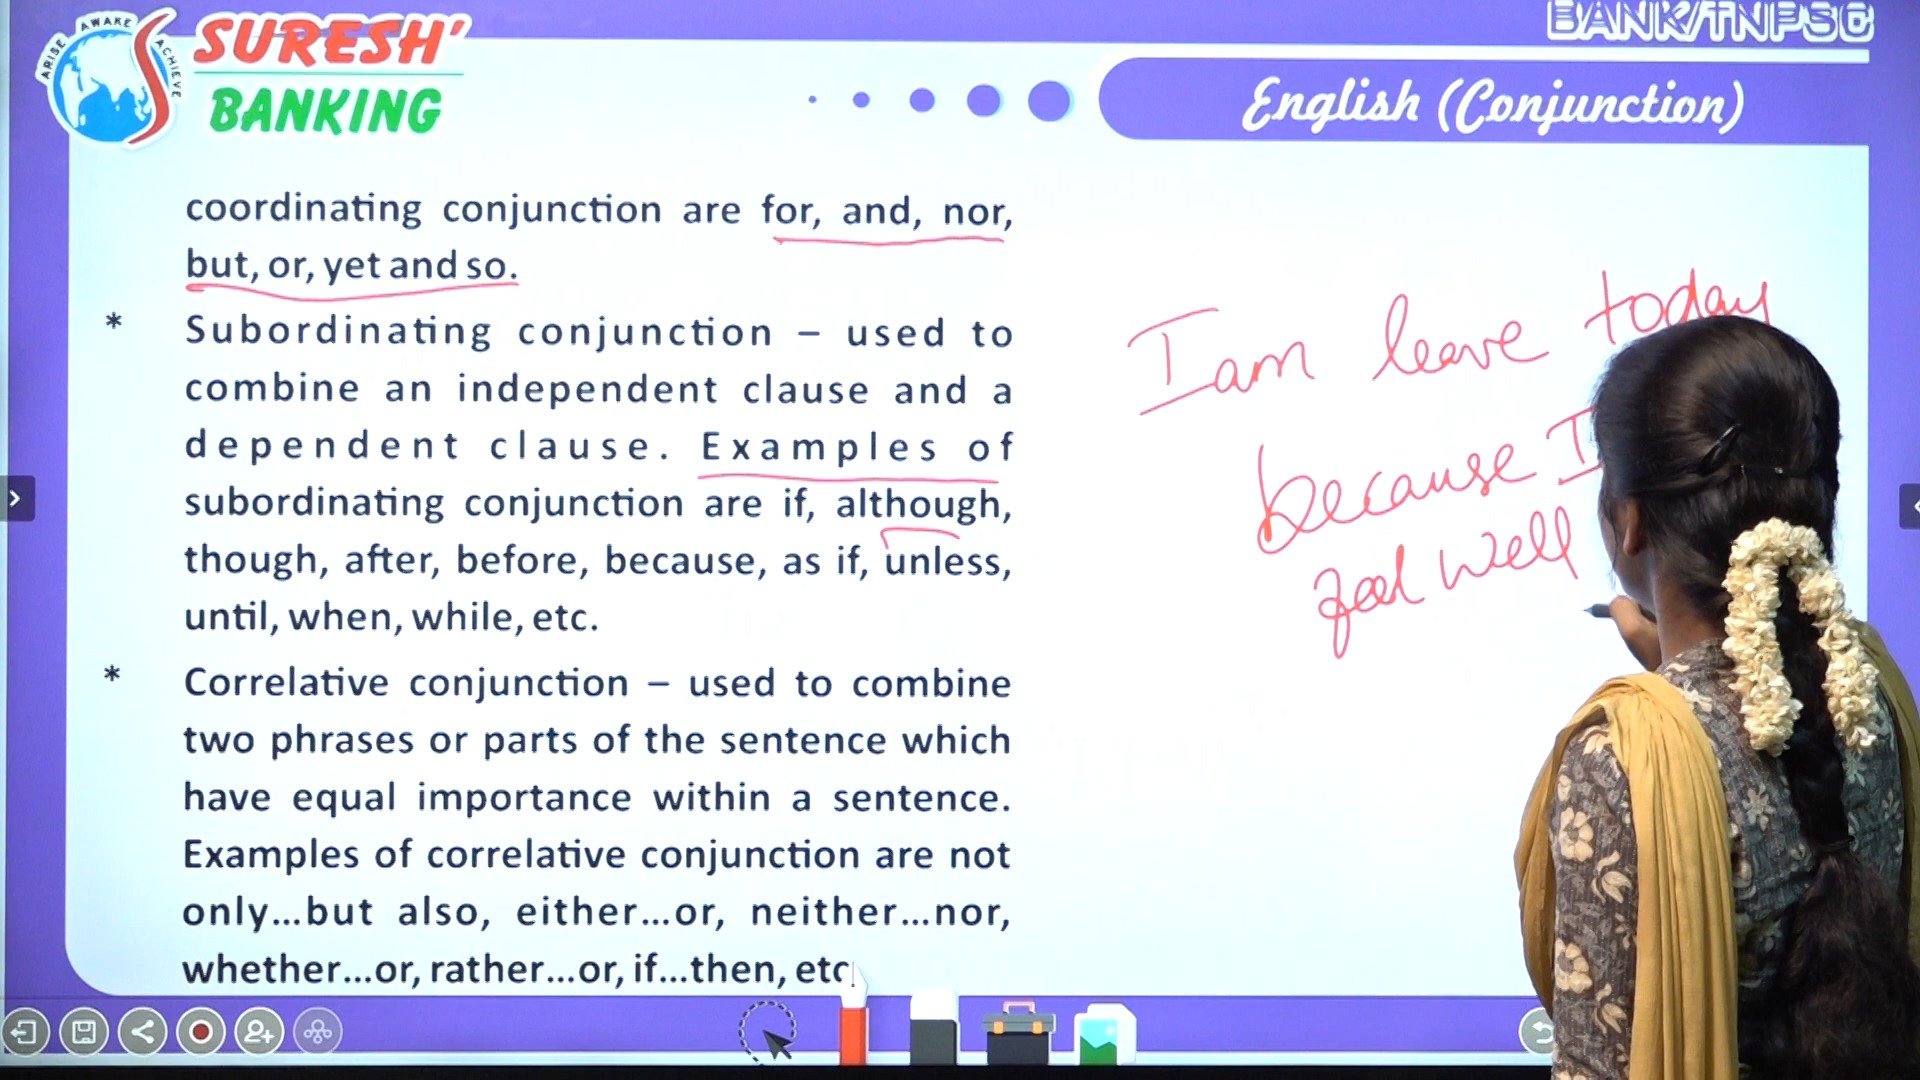 ARISE AWAKE ACHIEVE
SURESH'
BANKING
BANK/TNPSC
English (Conjunction)
coordinating conjunction are for, and, nor,
but, or, yet and so.
* Subordinating conjunction – used to
combine an independent clause and a
dependent clause. Examples of
subordinating conjunction are if, although,
though, after, before, because, as if, unless,
until, when, while, etc.
* Correlative conjunction – used to combine
two phrases or parts of the sentence which
have equal importance within a sentence.
Examples of correlative conjunction are not
only...but also, either...or, neither...nor,
whether...or, rather...or, if...then, etc
I am leave today
because I
well